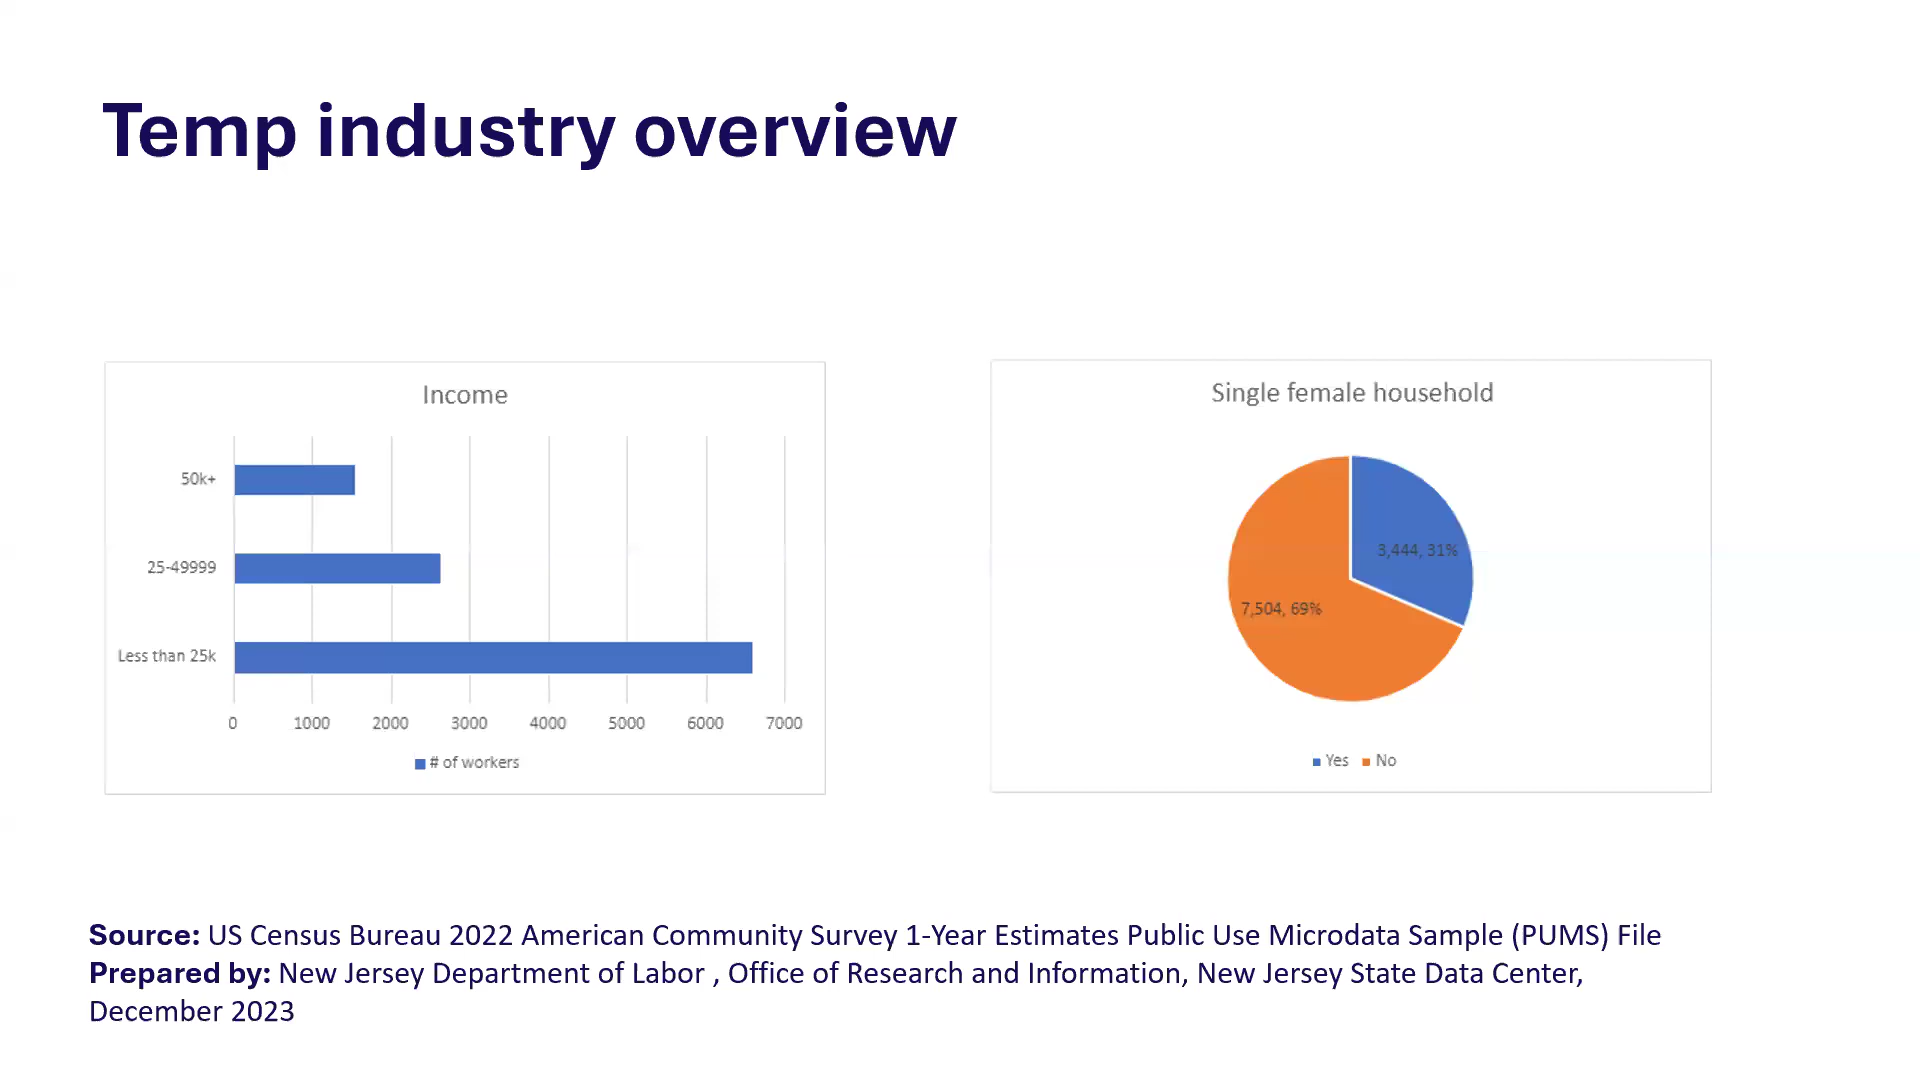 Temp industry overview
Income
50k+
25-49999
Less than 25k
0 1000 2000 3000 4000 5000 6000 7000
# of workers
Single female household
3,444, 31%
7,504, 69%
Yes No
Source: US Census Bureau 2022 American Community Survey 1-Year Estimates Public Use Microdata Sample (PUMS) File
Prepared by: New Jersey Department of Labor , Office of Research and Information, New Jersey State Data Center,
December 2023